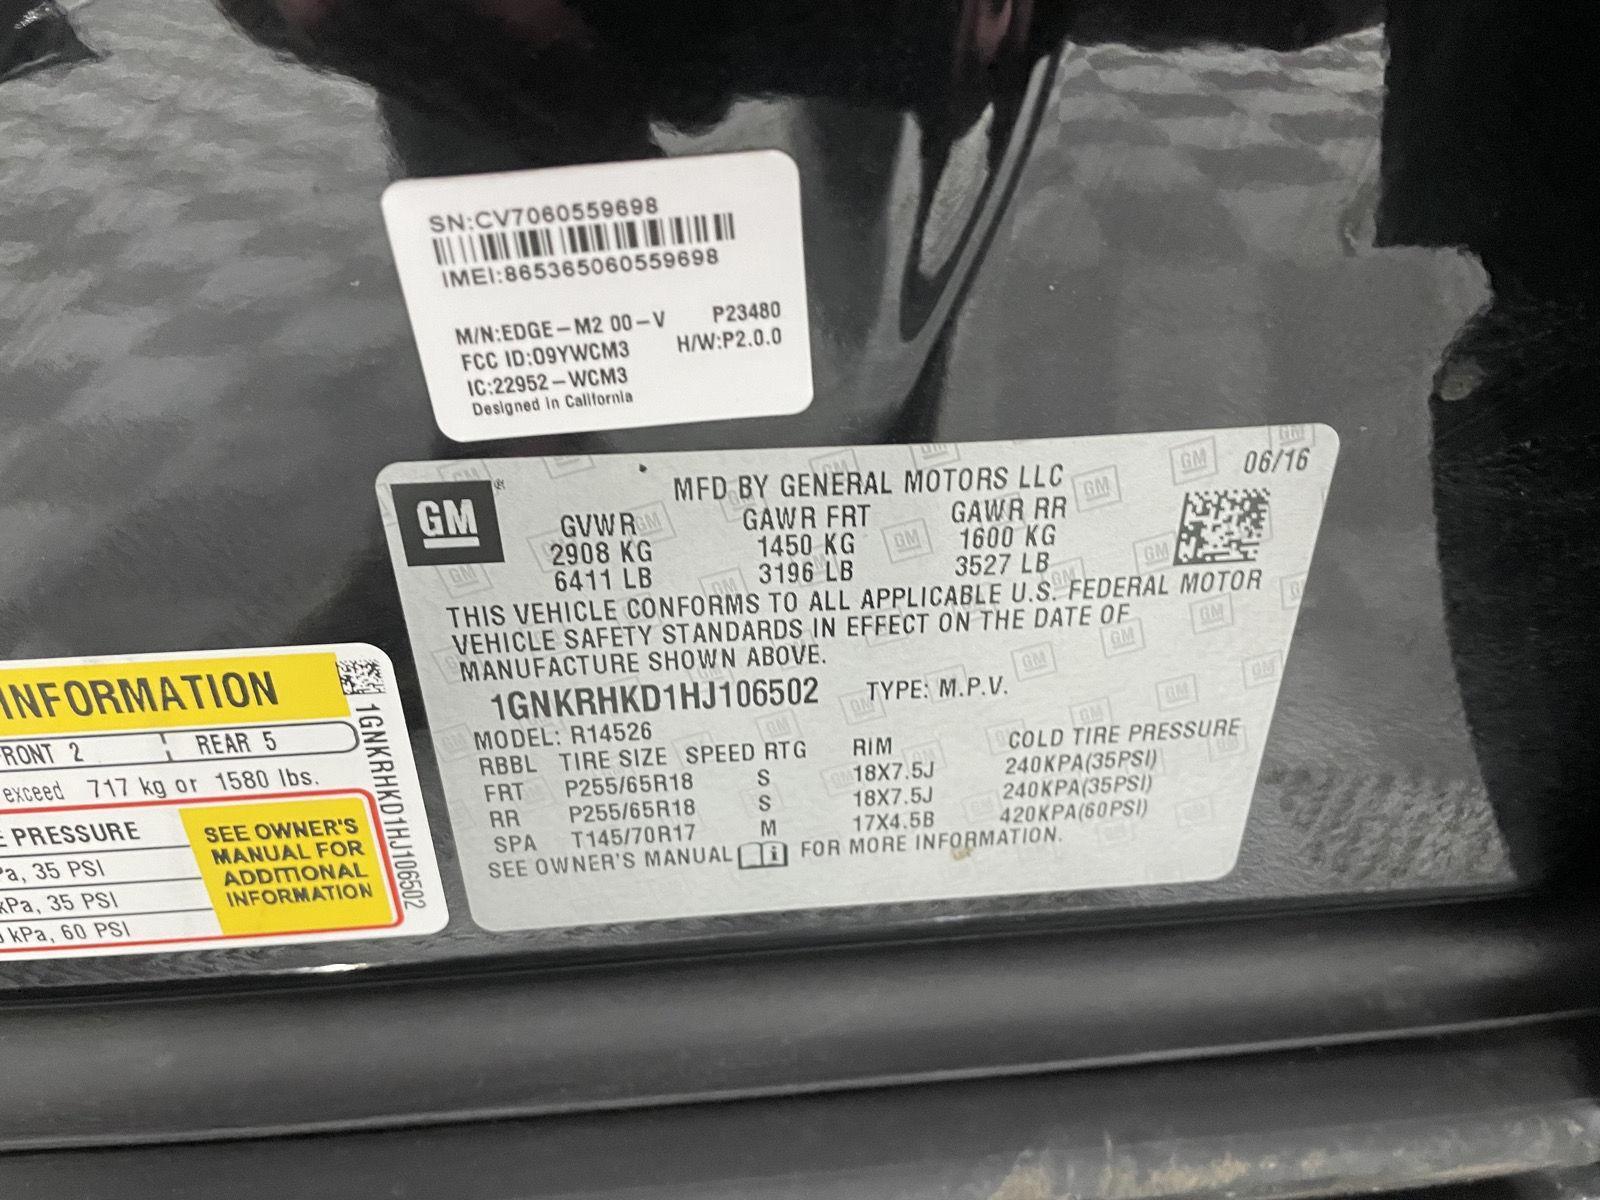 SN:CV7060559698
IMEI:865365060559698
M/N:EDGE-M2 00-V P23480
FCC ID:O9YWCM3 H/W:P2.0.0
IC:22952-WCM3
Designed in California
GM®
MFD BY GENERAL MOTORS LLC 06/16
GVWR GAWR FRT GAWR RR
2908 KG 1450 KG 1600 KG
6411 LB 3196 LB 3527 LB
THIS VEHICLE CONFORMS TO ALL APPLICABLE U.S. FEDERAL MOTOR
VEHICLE SAFETY STANDARDS IN EFFECT ON THE DATE OF
MANUFACTURE SHOWN ABOVE.
1GNKRHKD1HJ106502 TYPE: M.P.V.
MODEL: R14526
RBBL TIRE SIZE SPEED RTG RIM COLD TIRE PRESSURE
FRT P255/65R18 S 18X7.5J 240KPA(35PSI)
RR P255/65R18 S 18X7.5J 240KPA(35PSI)
SPA T145/70R17 M 17X4.5B 420KPA(60PSI)
SEE OWNER'S MANUAL i FOR MORE INFORMATION.
INFORMATION
RONT 2 REAR 5
exceed 717 kg or 1580 lbs.
E PRESSURE
Pa, 35 PSI
kPa, 35 PSI
kPa, 60 PSI
SEE OWNER'S
MANUAL FOR
ADDITIONAL
INFORMATION
1GNKRHKD1HJ106502